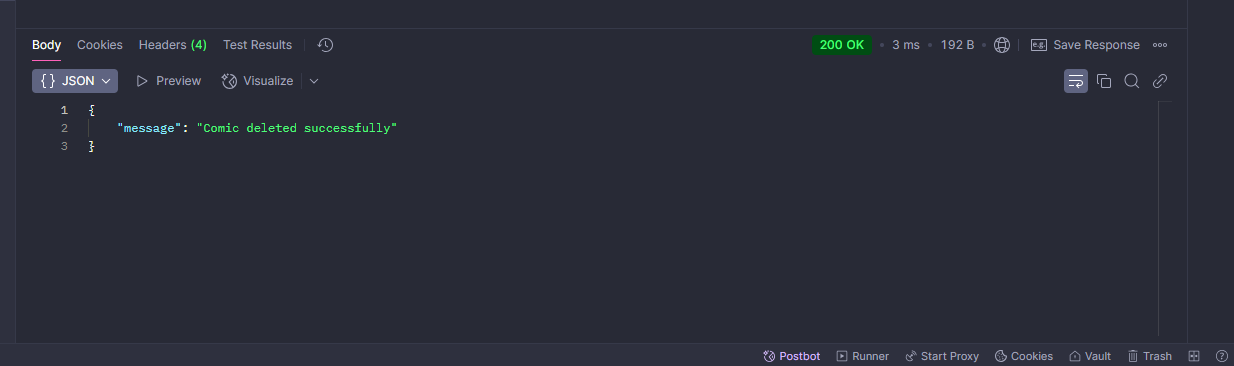 Body Cookies Headers (4) Test Results 200 OK • 3 ms • 192 B • e.g. Save Response
{ } JSON Preview Visualize
1 {
2 "message": "Comic deleted successfully"
3 }
Postbot Runner Start Proxy Cookies Vault Trash